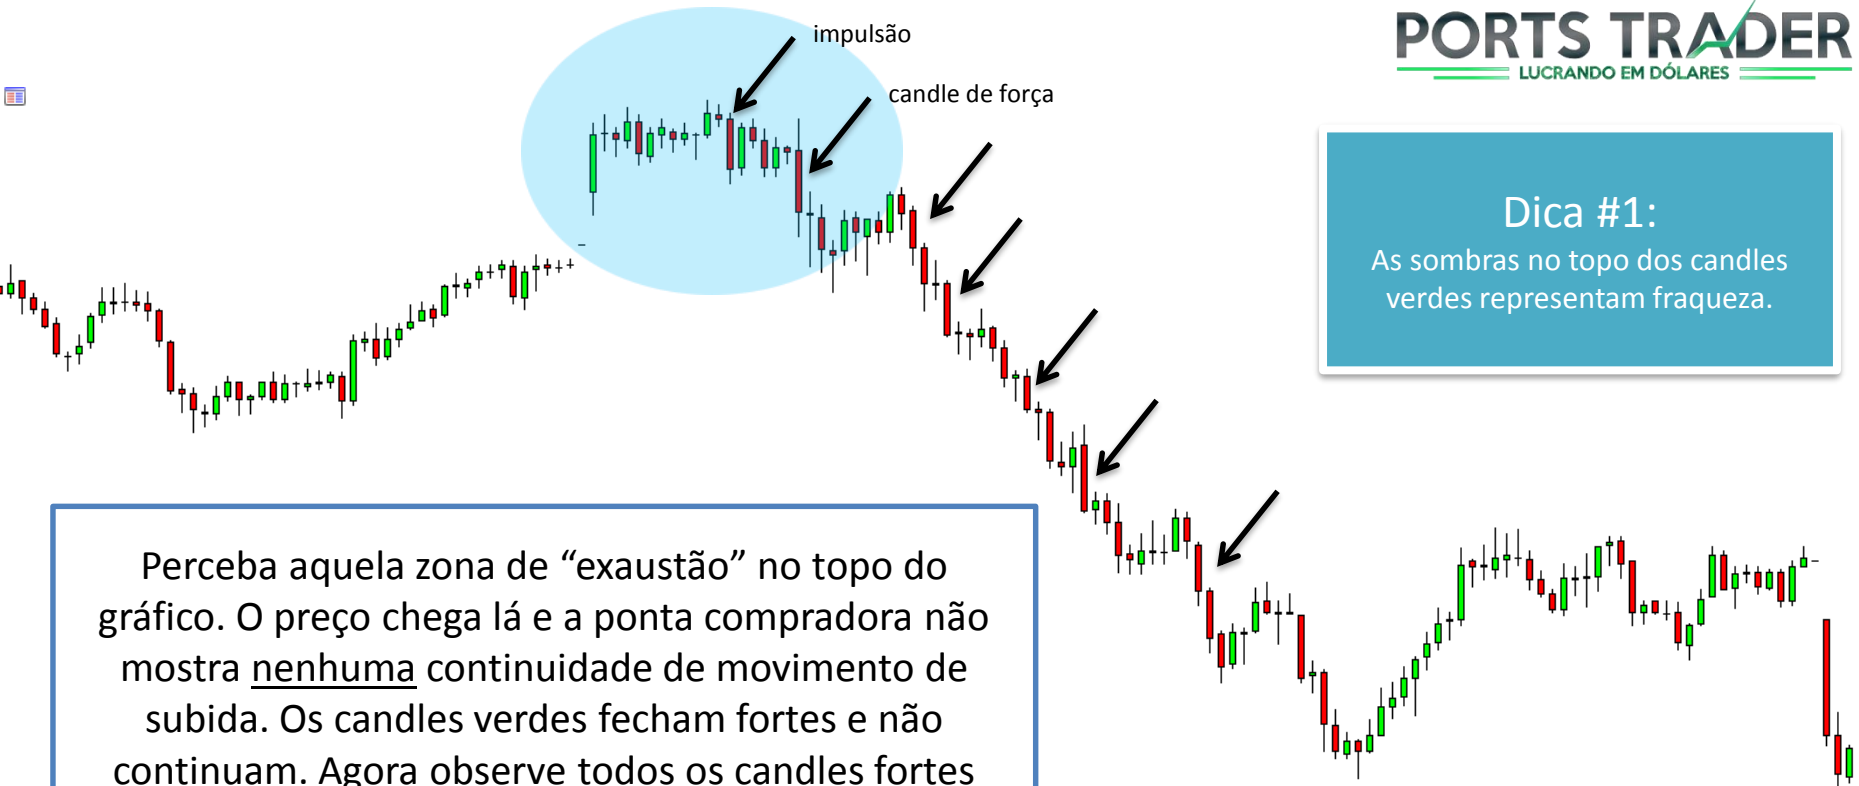 impulsão
candle de força
PORTS TRADER
LUCRANDO EM DÓLARES
Dica #1:
As sombras no topo dos candles
verdes representam fraqueza.
Perceba aquela zona de “exaustão” no topo do
gráfico. O preço chega lá e a ponta compradora não
mostra nenhuma continuidade de movimento de
subida. Os candles verdes fecham fortes e não
continuam. Agora observe todos os candles fortes